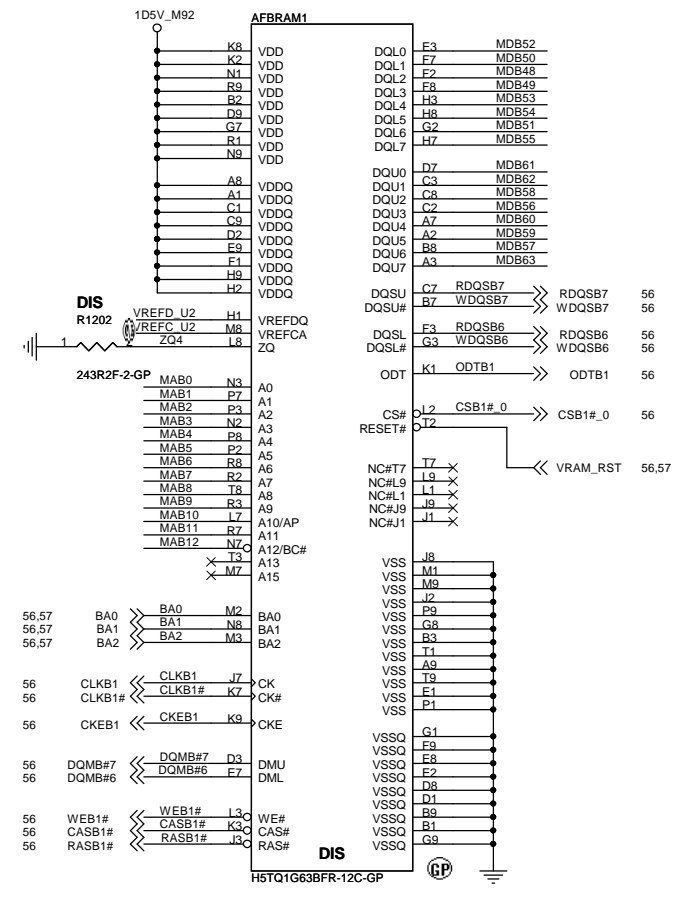 1D5V_M92 AFBRAM1
K8 VDD DQL0 E3 MDB52
K2 VDD DQL1 F7 MDB50
N1 VDD DQL2 F2 MDB48
R9 VDD DQL3 F8 MDB49
B2 VDD DQL4 H3 MDB53
D9 VDD DQL5 H8 MDB54
G7 VDD DQL6 G2 MDB51
R1 VDD DQL7 H7 MDB55
N9 VDD
A8 VDDQ DQU0 D7 MDB61
A1 VDDQ DQU1 C3 MDB62
C1 VDDQ DQU2 C8 MDB58
C9 VDDQ DQU3 C2 MDB56
D2 VDDQ DQU4 A7 MDB60
E9 VDDQ DQU5 A2 MDB59
F1 VDDQ DQU6 B8 MDB57
H9 VDDQ DQU7 A3 MDB63
H2 VDDQ
DQSU C7 RDQSB7 RDQSB7 56
DQSU# B7 WDQSB7 WDQSB7 56
DIS
R1202
VREFD_U2 H1 VREFDQ
VREFC_U2 M8 VREFCA DQSL F3 RDQSB6 RDQSB6 56
1 2 ZQ4 L8 ZQ DQSL# G3 WDQSB6 WDQSB6 56
243R2F-2-GP
ODT K1 ODTB1 ODTB1 56
MAB0 N3 A0
MAB1 P7 A1
MAB2 P3 A2 CS# L2 CSB1#_0 CSB1#_0 56
MAB3 N2 A3 RESET# T2
MAB4 P8 A4
MAB5 P2 A5
MAB6 R8 A6 NC#T7 T7 VRAM_RST 56,57
MAB7 R2 A7 NC#L9 L9
MAB8 T8 A8 NC#L1 L1
MAB9 R3 A9 NC#J9 J9
MAB10 L7 A10/AP NC#J1 J1
MAB11 R7 A11
MAB12 N7 A12/BC#
T3 A13 VSS J8
M7 A15 VSS M1
VSS M9
VSS J2
56,57 BA0 BA0 M2 BA0 VSS P9
56,57 BA1 BA1 N8 BA1 VSS G8
56,57 BA2 BA2 M3 BA2 VSS B3
VSS T1
VSS A9
56 CLKB1 CLKB1 J7 CK VSS T9
56 CLKB1# CLKB1# K7 CK# VSS E1
VSS P1
56 CKEB1 CKEB1 K9 CKE
VSSQ G1
VSSQ F9
56 DQMB#7 DQMB#7 D3 DMU VSSQ E8
56 DQMB#6 DQMB#6 E7 DML VSSQ E2
VSSQ D8
VSSQ D1
56 WEB1# WEB1# L3 WE# VSSQ B9
56 CASB1# CASB1# K3 CAS# VSSQ B1
56 RASB1# RASB1# J3 RAS# VSSQ G9
DIS
GP
H5TQ1G63BFR-12C-GP